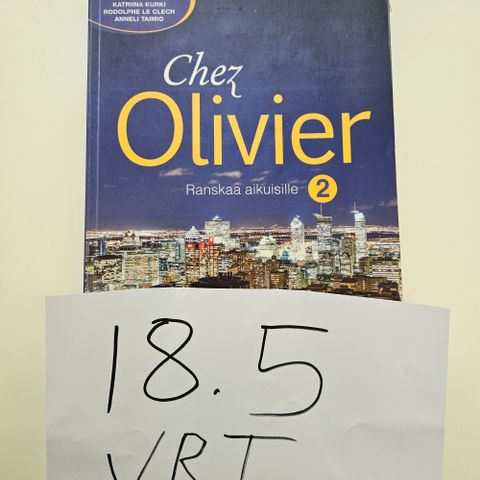 KATRIINA KURKI
RODOLPHE LE CLECH
ANNELI TAIMIO
Chez
Olivier
Ranskaa aikuisille 2
18.5
VRT